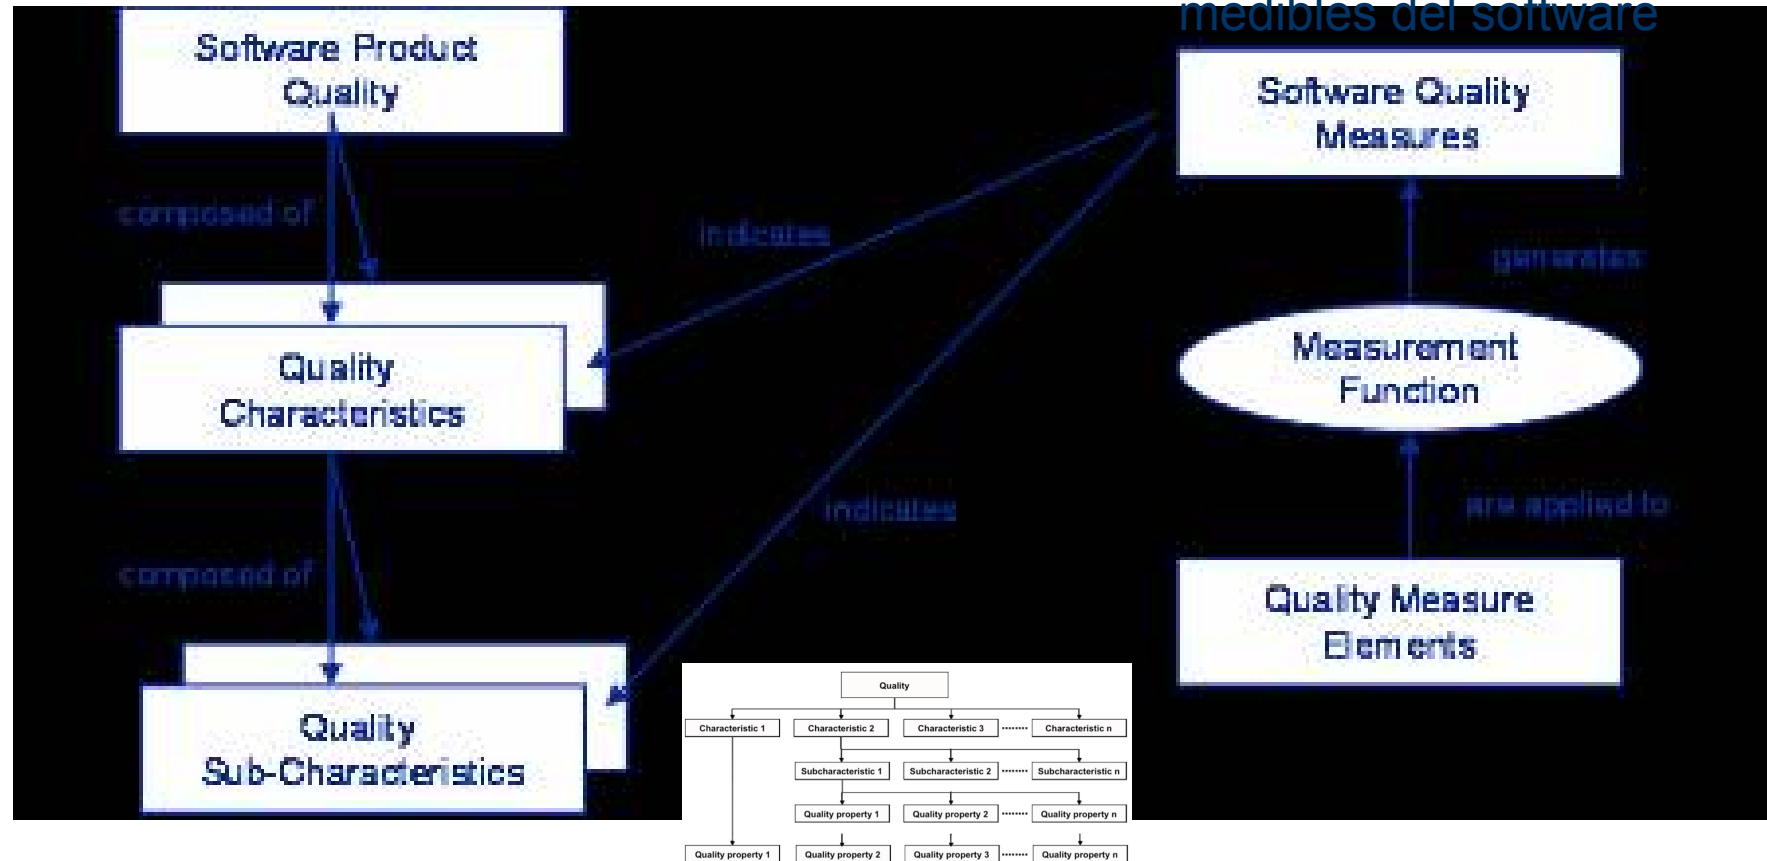 medibles del software
Software Product
Quality
composed of
Quality
Characteristics
composed of
Quality
Sub-Characteristics
indicates
indicates
Software Quality
Measures
generates
Measurement
Function
are applied to
Quality Measure
Elements
Quality
Characteristic 1
Characteristic 2
Characteristic 3
Characteristic n
Subcharacteristic 1
Subcharacteristic 2
Subcharacteristic n
Quality property 1
Quality property 2
Quality property n
Quality property 1
Quality property 2
Quality property 3
Quality property n